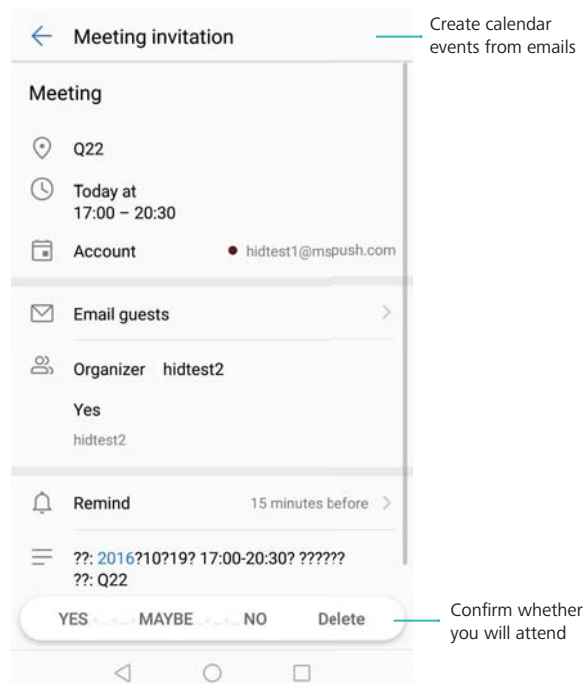 Meeting invitation
Create calendar
events from emails
Meeting
Q22
Today at
17:00 – 20:30
Account hidtest1@mspush.com
Email guests
Organizer hidtest2
Yes
hidtest2
Remind 15 minutes before
??: 2016?10?19? 17:00-20:30? ??????
??: Q22
YES MAYBE NO Delete
Confirm whether
you will attend